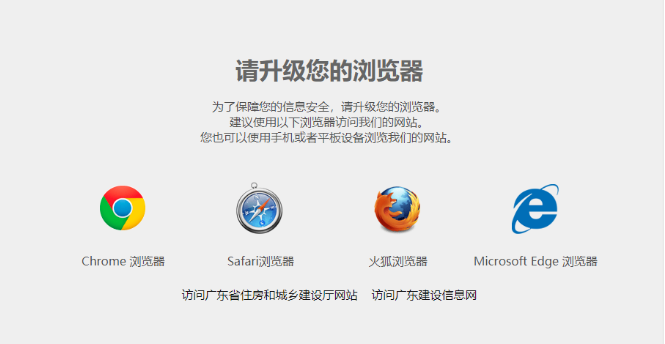 请升级您的浏览器
为了保障您的信息安全，请升级您的浏览器。
建议使用以下浏览器访问我们的网站。
您也可以使用手机或者平板设备浏览我们的网站。
Chrome 浏览器 Safari浏览器 火狐浏览器 Microsoft Edge 浏览器
访问广东省住房和城乡建设厅网站 访问广东建设信息网